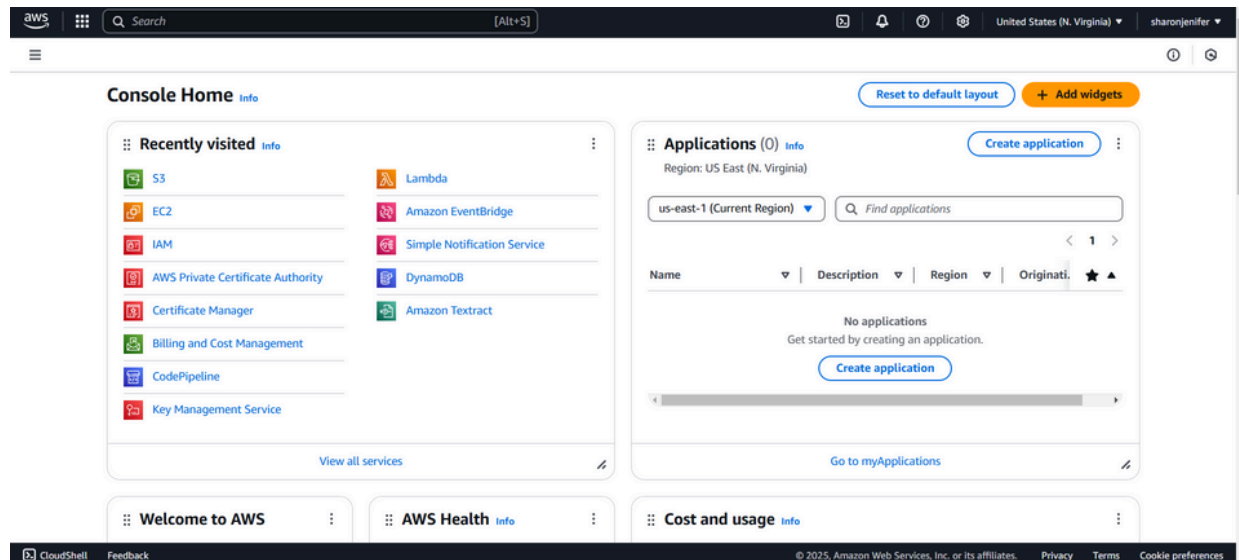 aws Search [Alt+S] United States (N. Virginia) sharonjenifer
Console Home Info
Reset to default layout
+ Add widgets
Recently visited Info
S3
EC2
IAM
AWS Private Certificate Authority
Certificate Manager
Billing and Cost Management
CodePipeline
Key Management Service
Lambda
Amazon EventBridge
Simple Notification Service
DynamoDB
Amazon Textract
View all services
Applications (0) Info
Create application
Region: US East (N. Virginia)
us-east-1 (Current Region)
Find applications
1
Name Description Region Originati.
No applications
Get started by creating an application.
Create application
Go to myApplications
Welcome to AWS
AWS Health Info
Cost and usage Info
CloudShell Feedback © 2025, Amazon Web Services, Inc. or its affiliates. Privacy Terms Cookie preferences